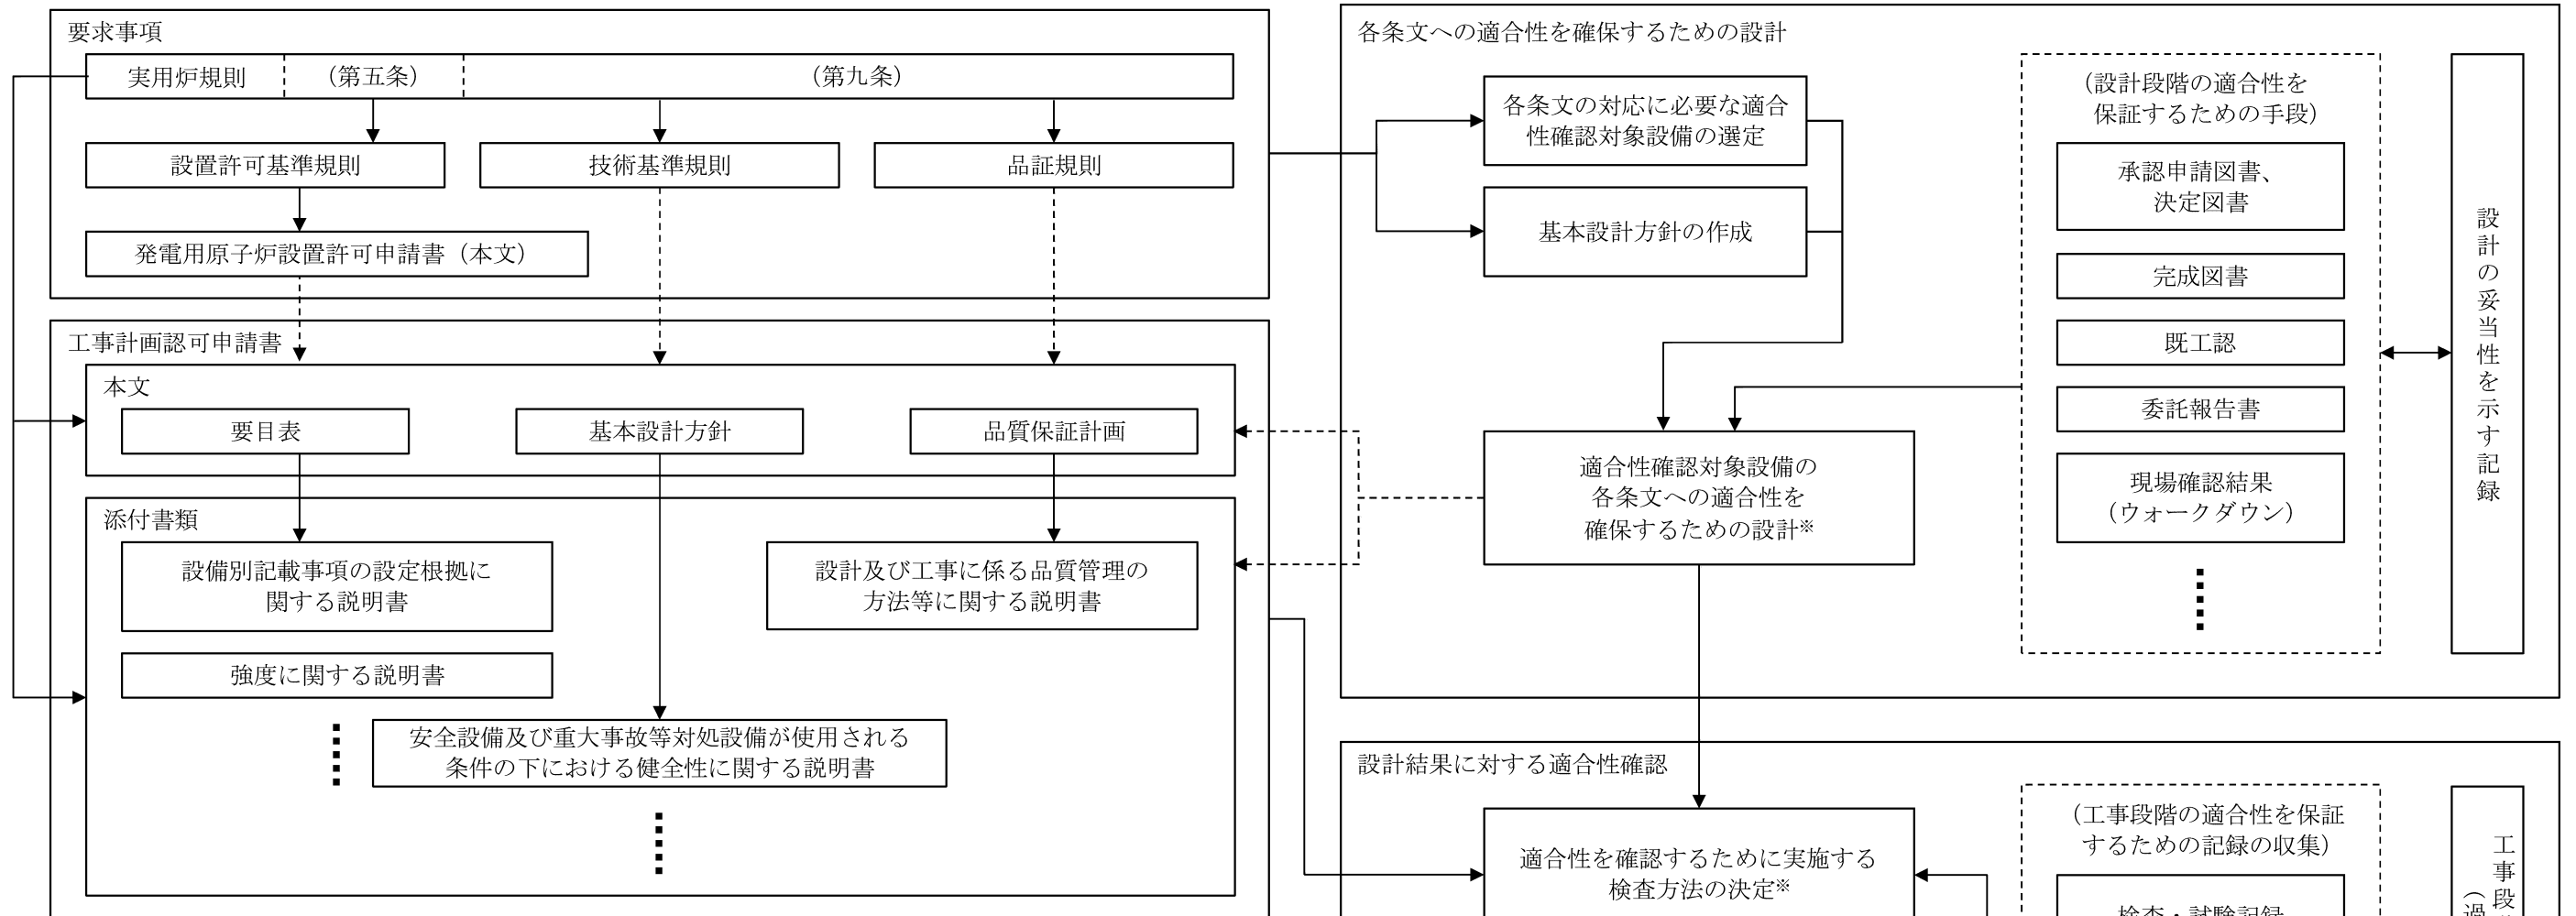 要求事項
実用炉規則
（第五条）
（第九条）
設置許可基準規則
技術基準規則
品証規則
発電用原子炉設置許可申請書（本文）
工事計画認可申請書
本文
要目表
基本設計方針
品質保証計画
添付書類
設備別記載事項の設定根拠に
関する説明書
設計及び工事に係る品質管理の
方法等に関する説明書
強度に関する説明書
安全設備及び重大事故等対処設備が使用される
条件の下における健全性に関する説明書
各条文への適合性を確保するための設計
各条文の対応に必要な適合
性確認対象設備の選定
基本設計方針の作成
適合性確認対象設備の
各条文への適合性を
確保するための設計※
（設計段階の適合性を
保証するための手段）
承認申請図書、
決定図書
完成図書
既工認
委託報告書
現場確認結果
（ウォークダウン）
設計の妥当性を示す記録
設計結果に対する適合性確認
適合性を確認するために実施する
検査方法の決定※
（工事段階の適合性を保証
するための記録の収集）
検査・試験記録
工事段
（過